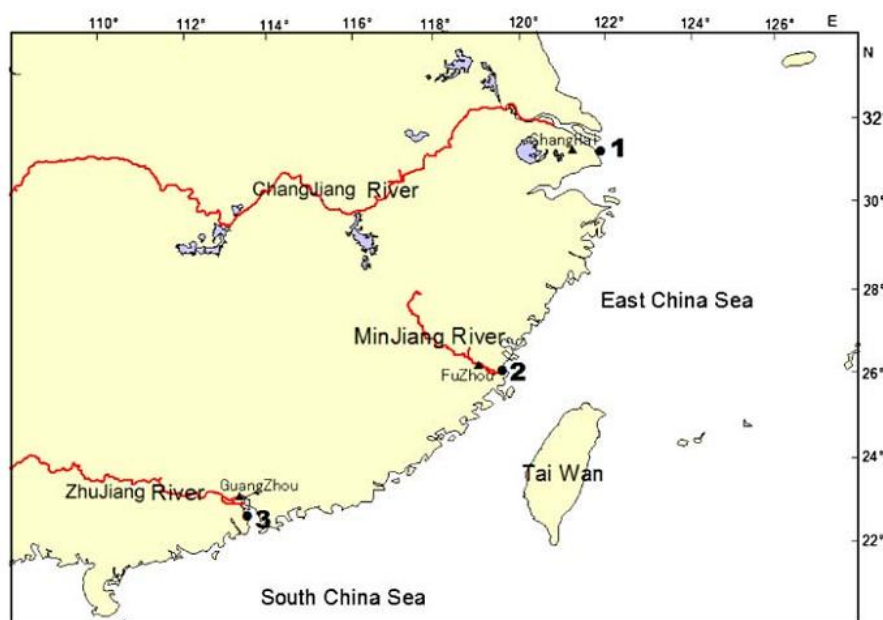 110° 112° 114° 116° 118° 120° 122° 124° 126° E
N
32°
ShangHai
1
ChangJiang River
30°
28°
East China Sea
MinJiang River
FuZhou
2
26°
24°
Tai Wan
GuangZhou
ZhuJiang River
3
22°
South China Sea